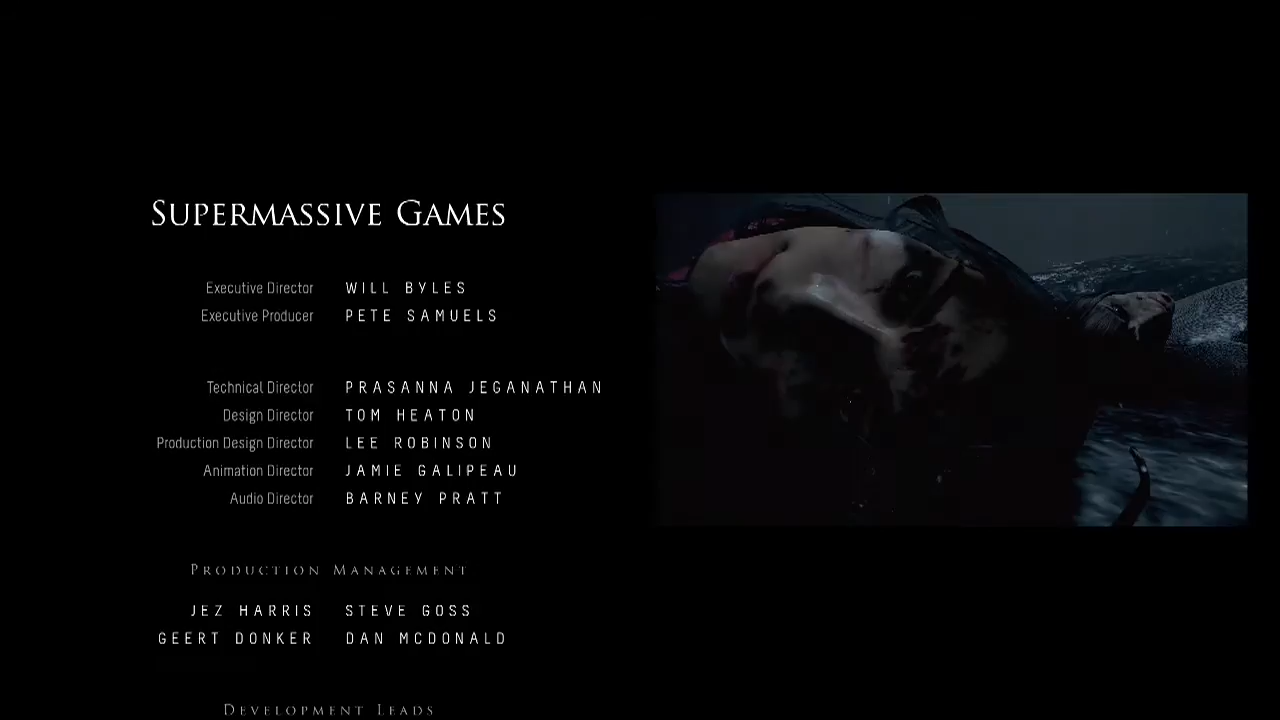 Supermassive Games
Executive Director WILL BYLES
Executive Producer PETE SAMUELS
Technical Director PRASANNA JEGANATHAN
Design Director TOM HEATON
Production Design Director LEE ROBINSON
Animation Director JAMIE GALIPEAU
Audio Director BARNEY PRATT
Production Management
JEZ HARRIS STEVE GOSS
GEERT DONKER DAN MCDONALD
Development Leads